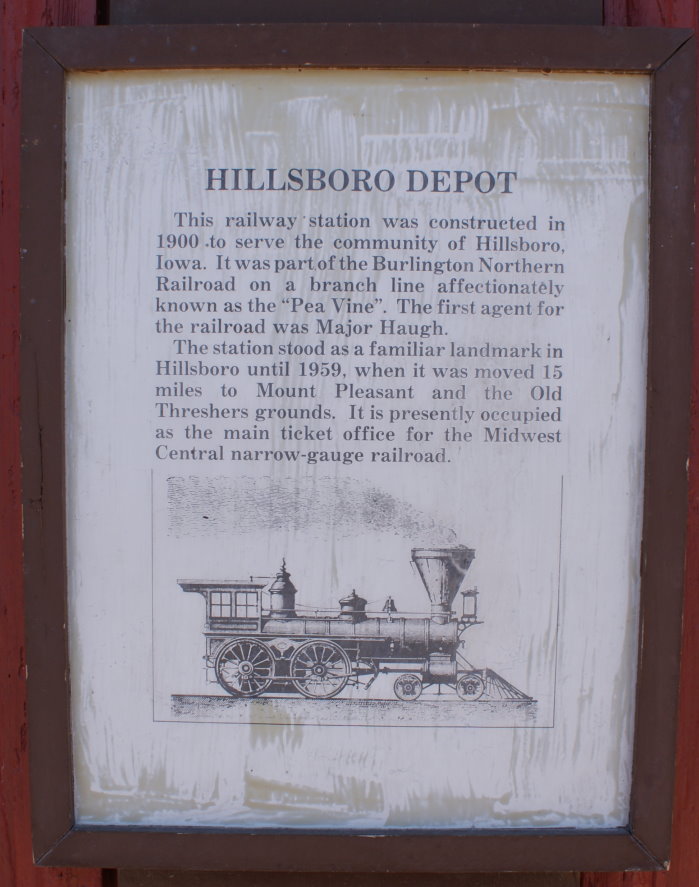 HILLSBORO DEPOT
This railway station was constructed in
1900 to serve the community of Hillsboro,
Iowa. It was part of the Burlington Northern
Railroad on a branch line affectionately
known as the “Pea Vine”. The first agent for
the railroad was Major Haugh.
The station stood as a familiar landmark in
Hillsboro until 1959, when it was moved 15
miles to Mount Pleasant and the Old
Threshers grounds. It is presently occupied
as the main ticket office for the Midwest
Central narrow-gauge railroad.